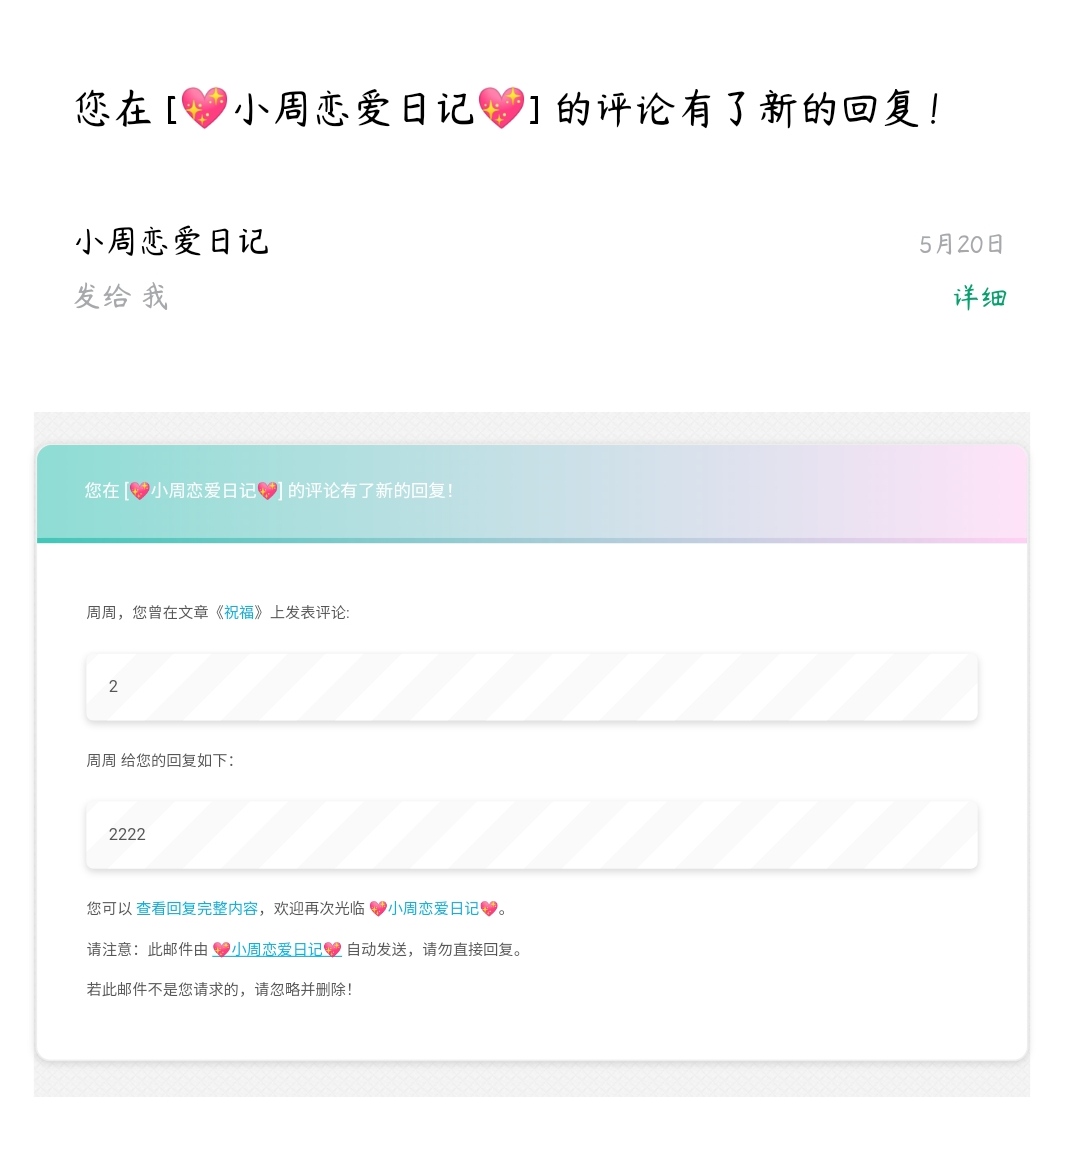 您在 [💖小周恋爱日记💖] 的评论有了新的回复！
小周恋爱日记
5月20日
发给 我
详细
您在 [💖小周恋爱日记💖] 的评论有了新的回复！
周周，您曾在文章《祝福》上发表评论:
2
周周 给您的回复如下：
2222
您可以 查看回复完整内容，欢迎再次光临 💖小周恋爱日记💖。
请注意：此邮件由 💖小周恋爱日记💖 自动发送，请勿直接回复。
若此邮件不是您请求的，请忽略并删除！